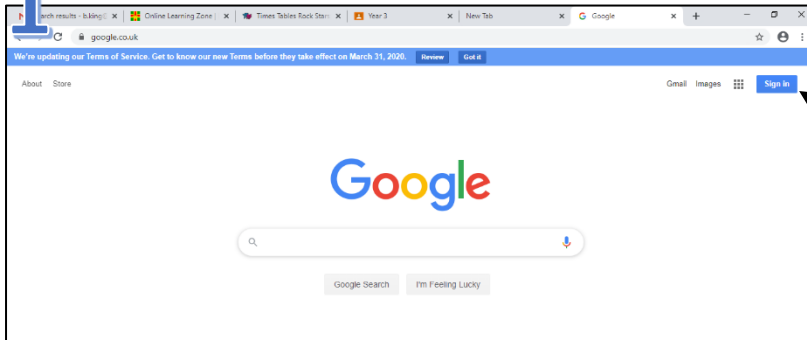 1
arch results - b.king@
Online Learning Zone |
Times Tables Rock Stars
Year 3
New Tab
Google
google.co.uk
We're updating our Terms of Service. Get to know our new Terms before they take effect on March 31, 2020. Review Got it
About Store
Gmail Images Sign in
Google
Google Search I'm Feeling Lucky